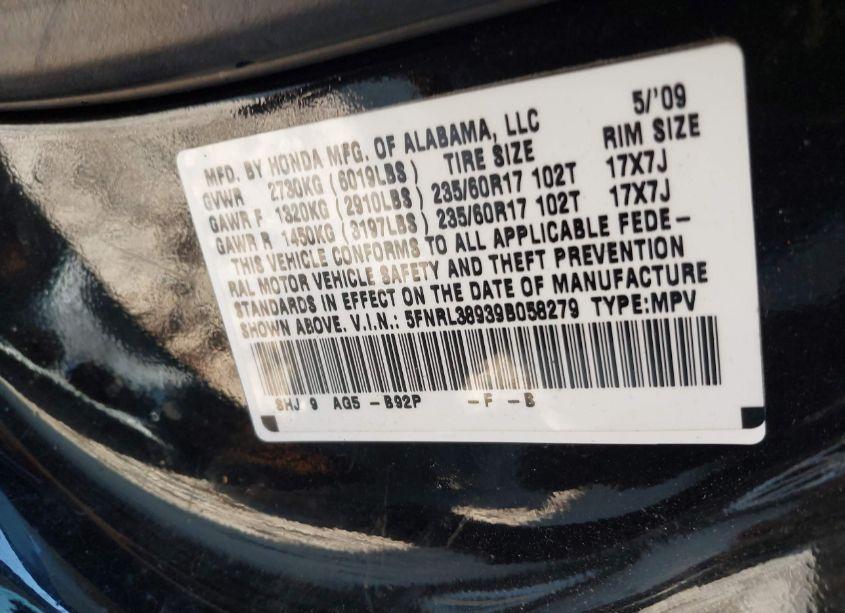 MFD. BY HONDA MFG. OF ALABAMA, LLC 5/'09
GVWR 2730KG (6019LBS) TIRE SIZE RIM SIZE
GAWR F 1320KG (2910LBS) 235/60R17 102T 17X7J
GAWR R 1450KG (3197LBS) 235/60R17 102T 17X7J
THIS VEHICLE CONFORMS TO ALL APPLICABLE FEDE-
RAL MOTOR VEHICLE SAFETY AND THEFT PREVENTION
STANDARDS IN EFFECT ON THE DATE OF MANUFACTURE
SHOWN ABOVE. V.I.N.: 5FNRL38939B058279 TYPE:MPV
SHJ 9 AG5 -B92P -F -B